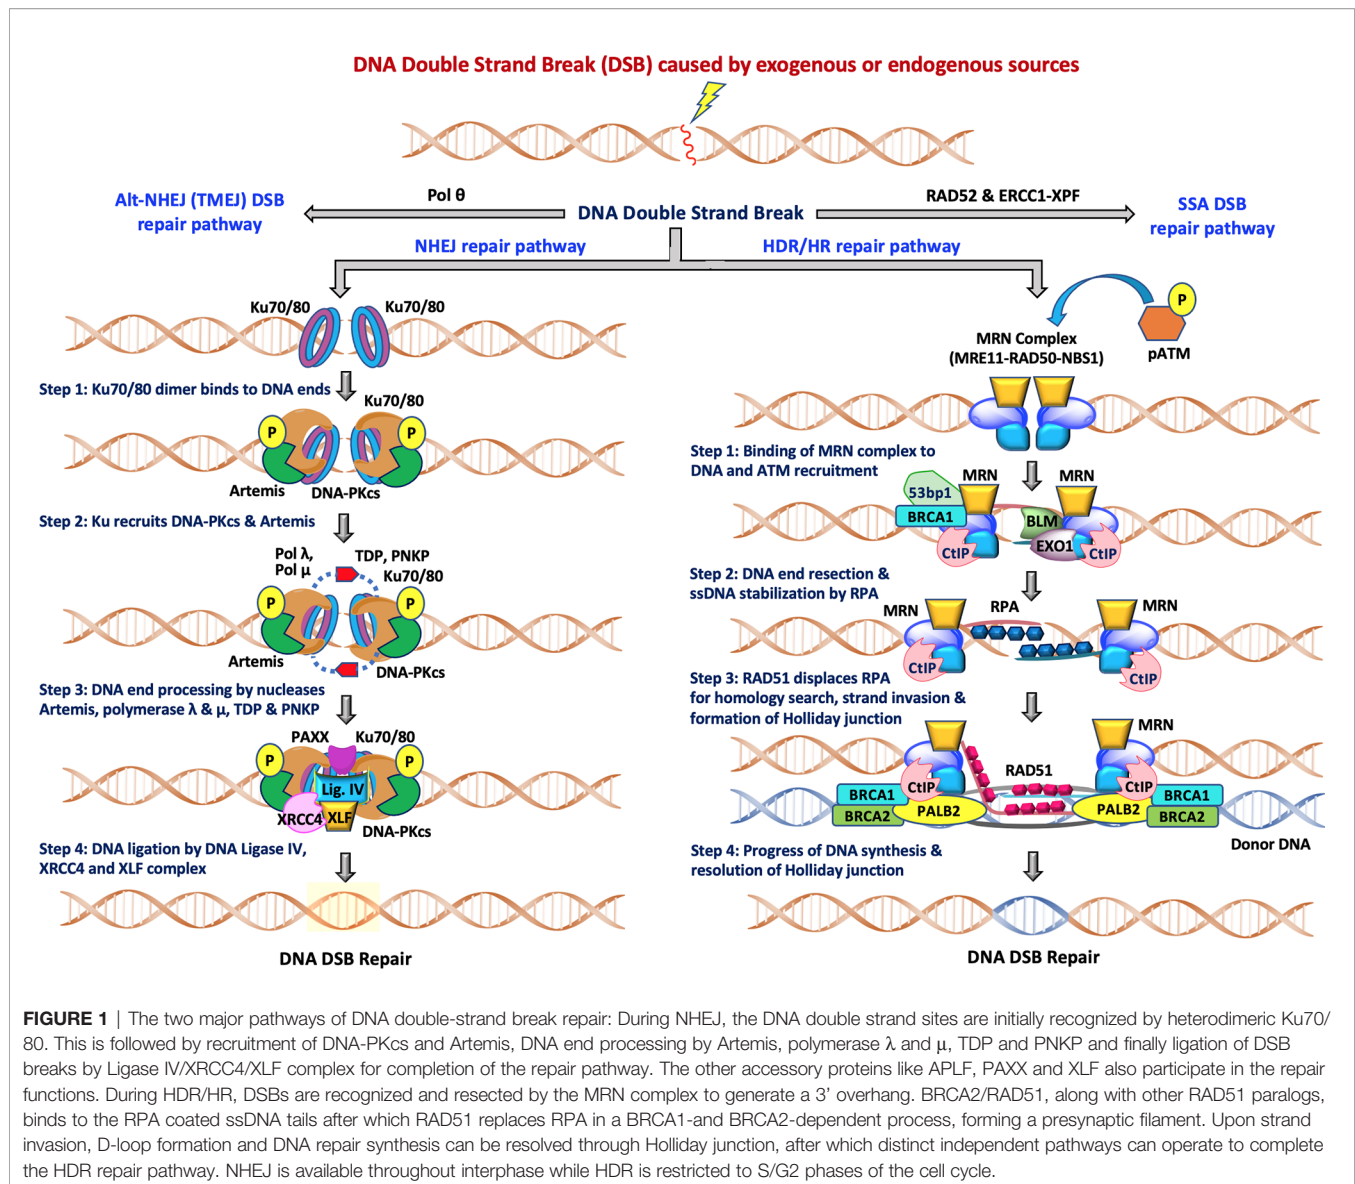 DNA Double Strand Break (DSB) caused by exogenous or endogenous sources
Alt-NHEJ (TMEJ) DSB
repair pathway
Pol θ
DNA Double Strand Break
RAD52 & ERCC1-XPF
SSA DSB
repair pathway
NHEJ repair pathway
HDR/HR repair pathway
Ku70/80
Ku70/80
Step 1: Ku70/80 dimer binds to DNA ends
Ku70/80
P
P
Artemis
DNA-PKcs
Step 2: Ku recruits DNA-PKcs & Artemis
Pol λ,
Pol μ
TDP, PNKP
Ku70/80
P
P
Artemis
DNA-PKcs
Step 3: DNA end processing by nucleases
Artemis, polymerase λ & μ, TDP & PNKP
PAXX
Ku70/80
P
P
Lig. IV
XRCC4
XLF
DNA-PKcs
Step 4: DNA ligation by DNA Ligase IV,
XRCC4 and XLF complex
DNA DSB Repair
P
pATM
MRN Complex
(MRE11-RAD50-NBS1)
Step 1: Binding of MRN complex to
DNA and ATM recruitment
MRN
MRN
53bp1
BRCA1
BLM
EXO1
CtIP
CtIP
Step 2: DNA end resection &
ssDNA stabilization by RPA
MRN
RPA
MRN
CtIP
CtIP
Step 3: RAD51 displaces RPA
for homology search, strand invasion &
formation of Holliday junction
MRN
RAD51
CtIP
CtIP
BRCA1
BRCA2
PALB2
PALB2
BRCA1
BRCA2
Donor DNA
Step 4: Progress of DNA synthesis &
resolution of Holliday junction
DNA DSB Repair
FIGURE 1 | The two major pathways of DNA double-strand break repair: During NHEJ, the DNA double strand sites are initially recognized by heterodimeric Ku70/
80. This is followed by recruitment of DNA-PKcs and Artemis, DNA end processing by Artemis, polymerase λ and μ, TDP and PNKP and finally ligation of DSB
breaks by Ligase IV/XRCC4/XLF complex for completion of the repair pathway. The other accessory proteins like APLF, PAXX and XLF also participate in the repair
functions. During HDR/HR, DSBs are recognized and resected by the MRN complex to generate a 3’ overhang. BRCA2/RAD51, along with other RAD51 paralogs,
binds to the RPA coated ssDNA tails after which RAD51 replaces RPA in a BRCA1-and BRCA2-dependent process, forming a presynaptic filament. Upon strand
invasion, D-loop formation and DNA repair synthesis can be resolved through Holliday junction, after which distinct independent pathways can operate to complete
the HDR repair pathway. NHEJ is available throughout interphase while HDR is restricted to S/G2 phases of the cell cycle.